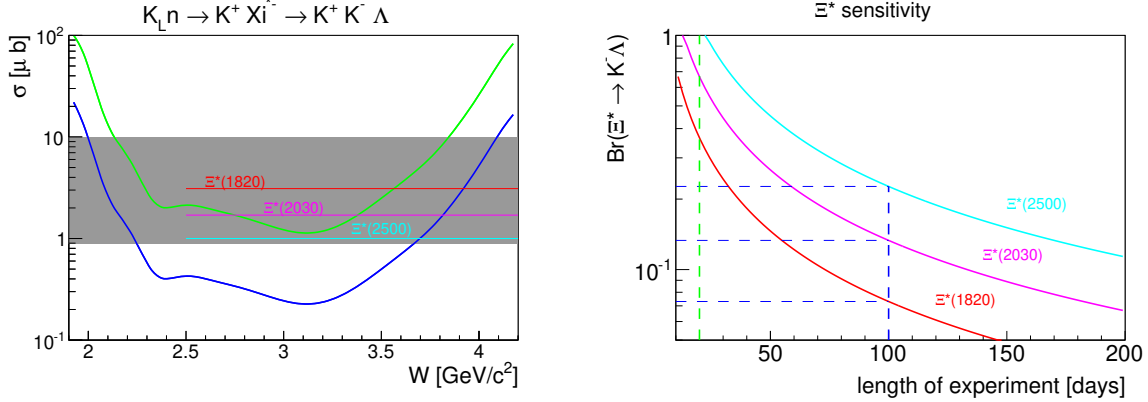 K_L n → K⁺ Xi*⁻ → K⁺ K⁻ Λ
σ [μ b]
10²
10
1
10⁻¹
Ξ*(1820)
Ξ*(2030)
Ξ*(2500)
2 2.5 3 3.5 4
W [GeV/c²]
Ξ* sensitivity
Br(Ξ* → K⁻Λ)
1
10⁻¹
Ξ*(2500)
Ξ*(2030)
Ξ*(1820)
50 100 150 200
length of experiment [days]